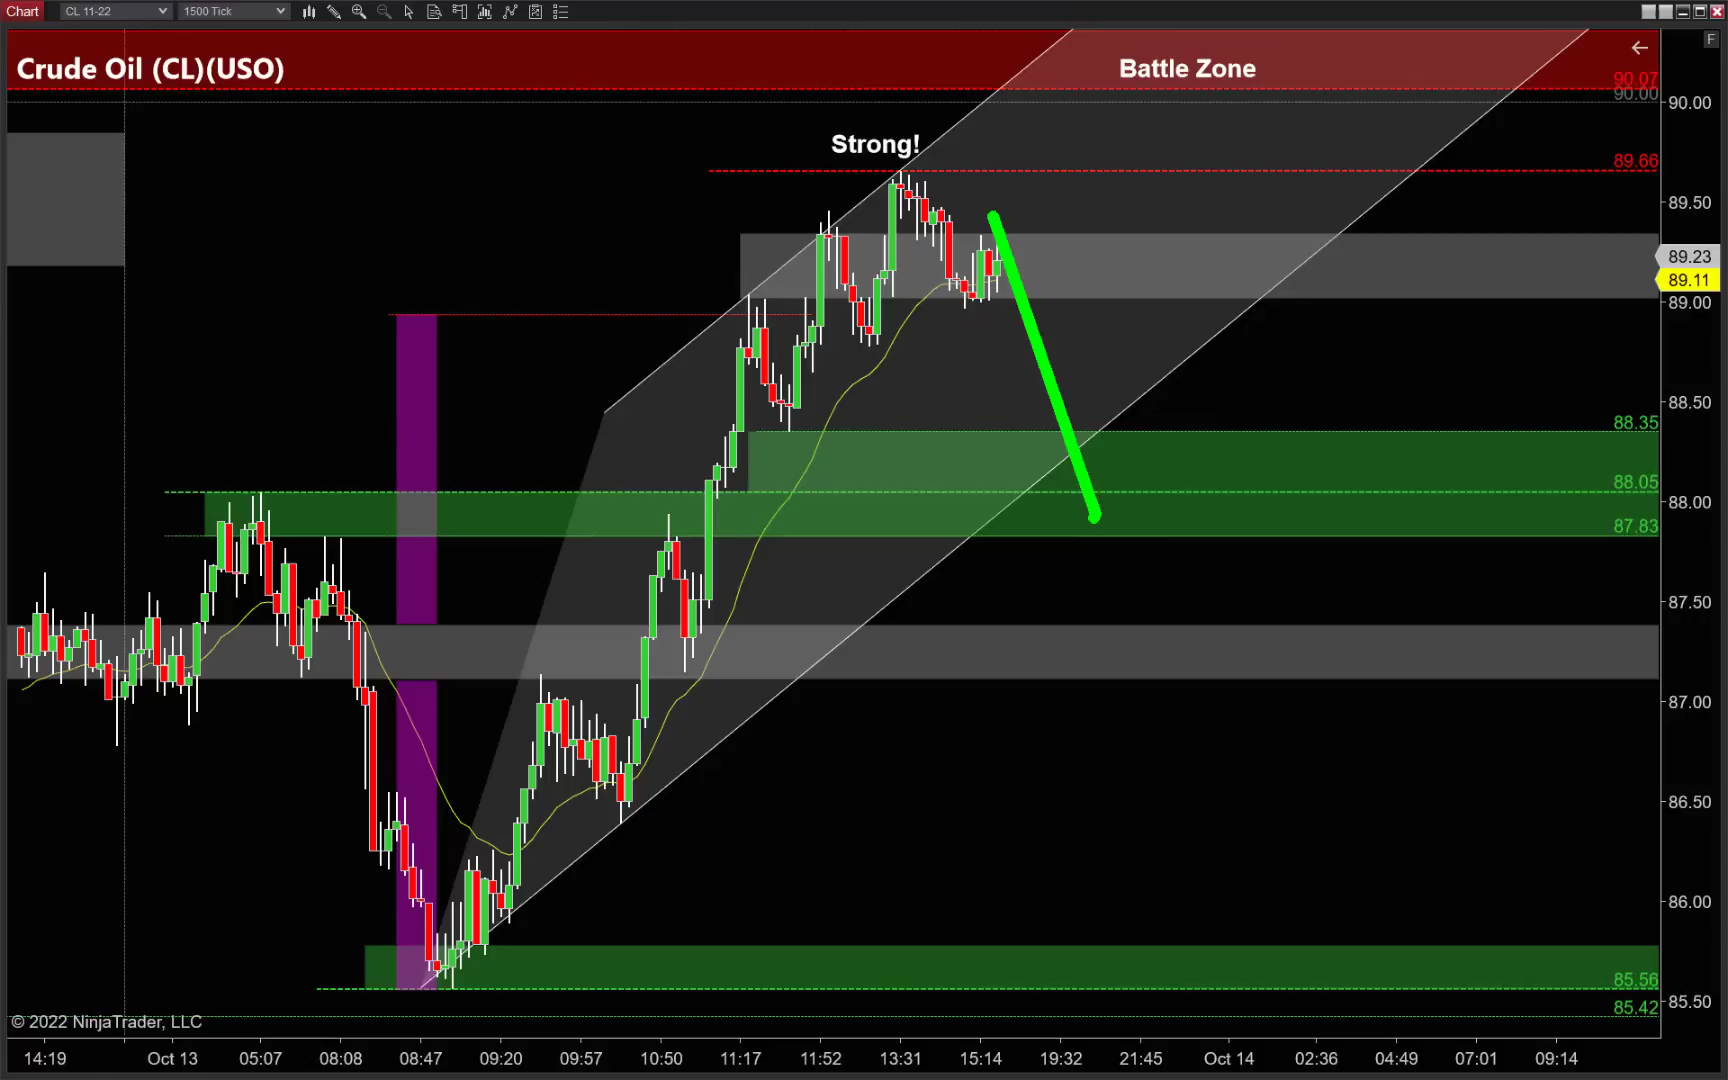 Chart CL 11-22 1500 Tick
F
Crude Oil (CL)(USO)
Battle Zone
90.07
90.00
90.00
Strong!
89.66
89.50
89.23
89.11
89.00
88.50
88.35
88.05
88.00
87.83
87.50
87.00
86.50
86.00
85.56
85.50
85.42
© 2022 NinjaTrader, LLC
14:19 Oct 13 05:07 08:08 08:47 09:20 09:57 10:50 11:17 11:52 13:31 15:14 19:32 21:45 Oct 14 02:36 04:49 07:01 09:14